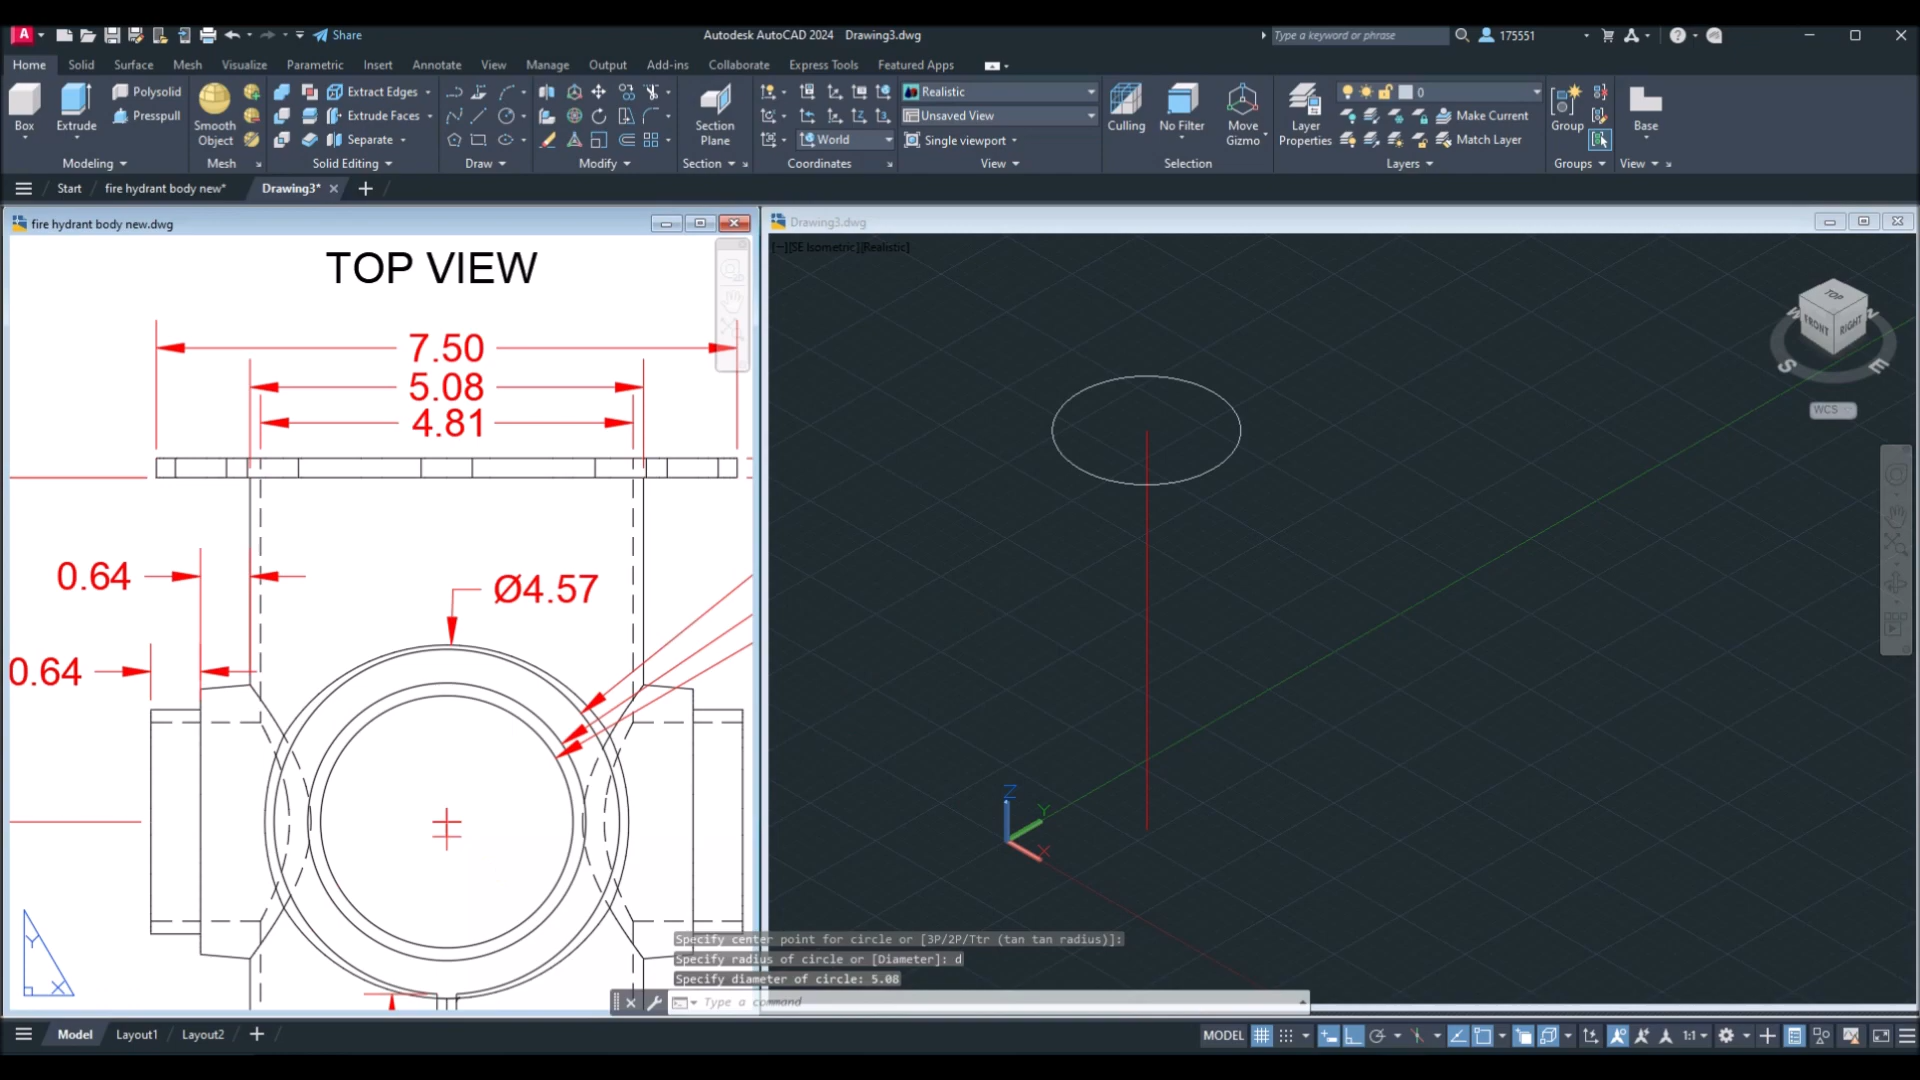 A Share Autodesk AutoCAD 2024 Drawing3.dwg Type a keyword or phrase 175551
Home Solid Surface Mesh Visualize Parametric Insert Annotate View Manage Output Add-ins Collaborate Express Tools Featured Apps
Polysolid Extract Edges Realistic 0
Presspull Extrude Faces Unsaved View Make Current
Box Extrude Smooth Object Section Plane Culling No Filter Move Gizmo Layer Properties Group Base
Separate World Single viewport Match Layer
Modeling Mesh Solid Editing Draw Modify Section Coordinates View Selection Layers Groups View
Start fire hydrant body new* Drawing3*
fire hydrant body new.dwg
Drawing3.dwg
[−][SE Isometric][Realistic]
TOP VIEW
TOP
FRONT RIGHT
W N
S E
WCS
7.50
5.08
4.81
0.64
Ø4.57
0.64
Z
Y
X
Y
X
Specify center point for circle or [3P/2P/Ttr (tan tan radius)]:
Specify radius of circle or [Diameter]: d
Specify diameter of circle: 5.08
Type a command
Model Layout1 Layout2 MODEL 1:1